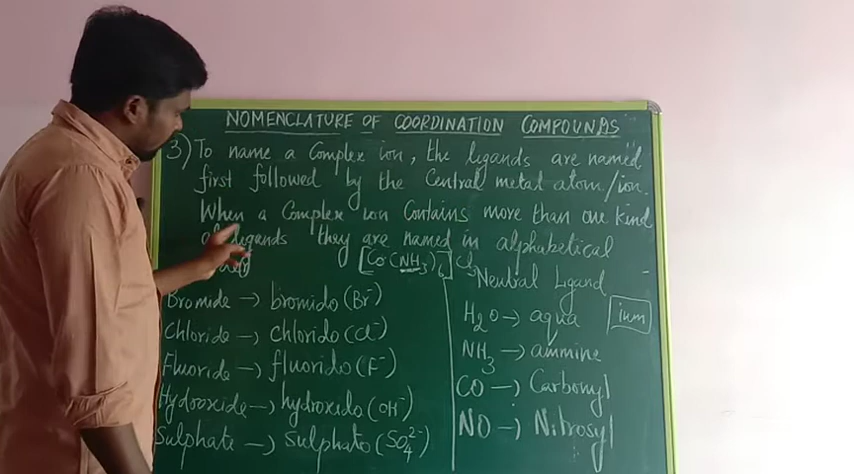 NOMENCLATURE OF COORDINATION COMPOUNDS
3) To name a Complex ion, the ligands are named
first followed by the Central metal atom/ion.
When a Complex ion Contains more than one kind
of ligands they are named in alphabetical
[Co(NH3)6]Cl3
Bromide → bromido (Br⁻)
Chloride → chlorido (Cl⁻)
Fluoride → fluorido (F⁻)
Hydroxide → hydroxido (OH⁻)
Sulphate → Sulphato (SO4²⁻)
Neutral Ligand
H2O → aqua
ium
NH3 → ammine
CO → Carbonyl
NO → Nitrosyl